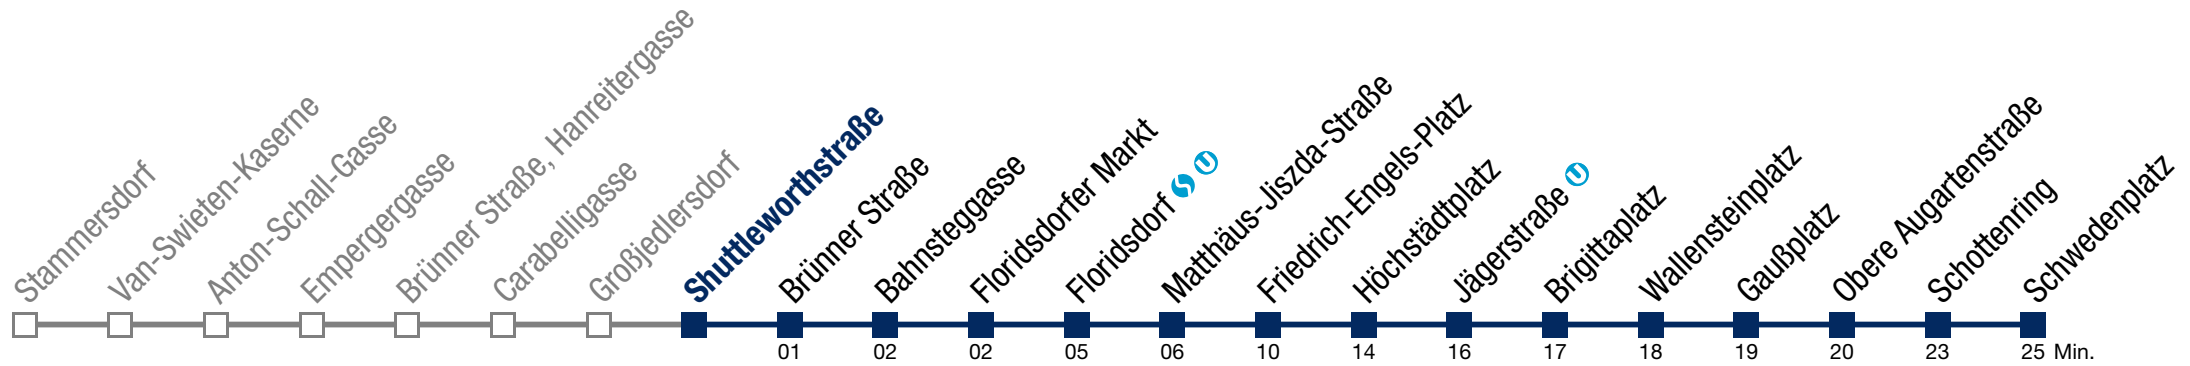 Stammersdorf
Van-Swieten-Kaserne
Anton-Schall-Gasse
Empergergasse
Brünner Straße, Hanreitergasse
Carabelligasse
Großjedlersdorf
Shuttleworthstraße
Brünner Straße
Bahnsteggasse
Floridsdorfer Markt
Floridsdorf S U
Matthäus-Jiszda-Straße
Friedrich-Engels-Platz
Höchstädtplatz
Jägerstraße U
Brigittaplatz
Wallensteinplatz
Gaußplatz
Obere Augartenstraße
Schottenring
Schwedenplatz
01 02 02 05 06 10 14 16 17 18 19 20 23 25 Min.